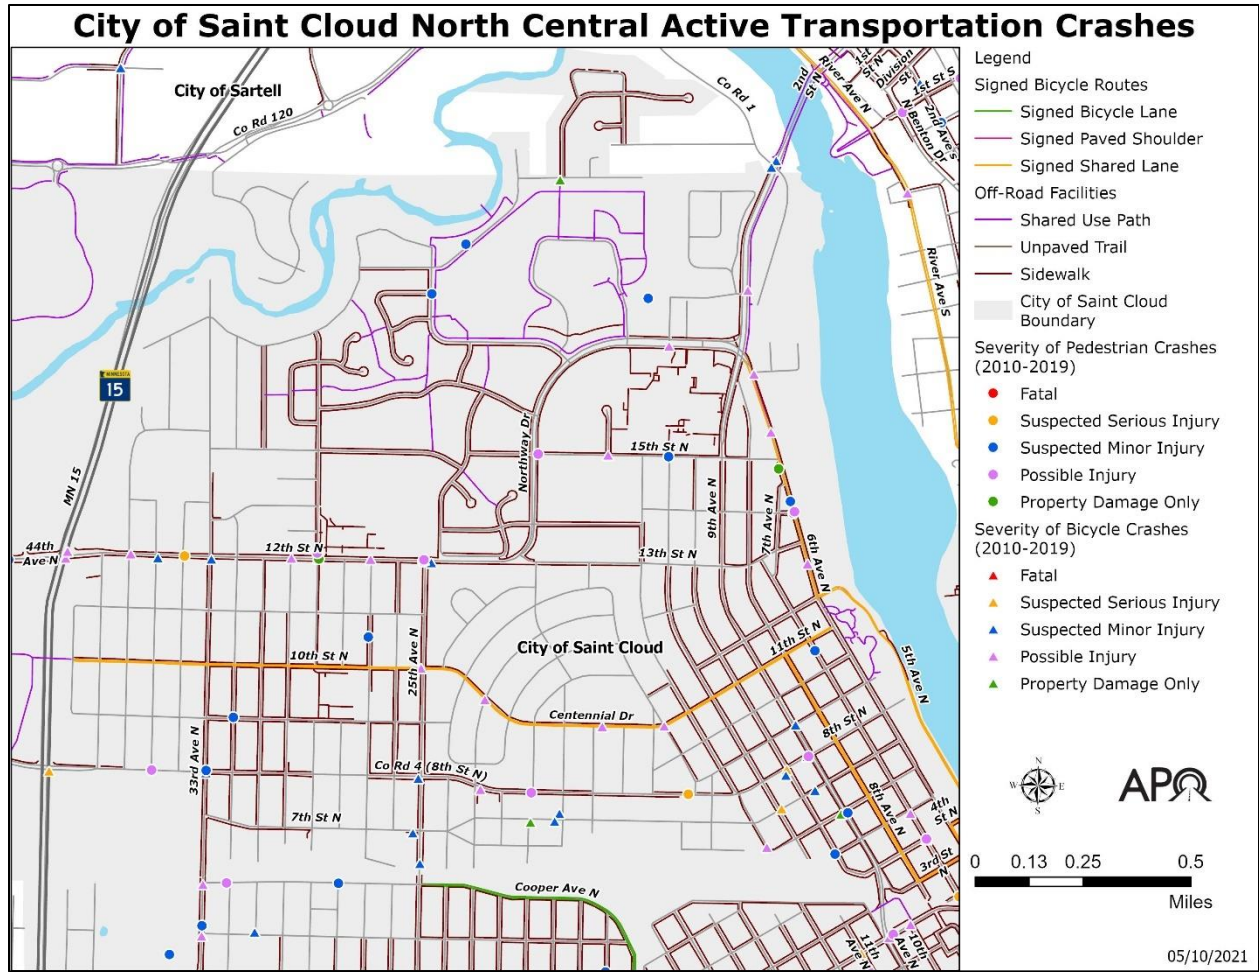 City of Saint Cloud North Central Active Transportation Crashes
City of Sartell
Co Rd 120
Co Rd 1
2nd
St N
River Ave N
1st
St N
Division
St
1st St S
N Benton Dr
2nd Ave S
River Ave S
MINNESOTA
15
MN 15
Northway Dr
15th St N
9th Ave N
7th Ave N
44th
Ave N
12th St N
13th St N
6th Ave N
10th St N
25th Ave N
City of Saint Cloud
11th St N
5th Ave N
Centennial Dr
8th St N
33rd Ave N
Co Rd 4 (8th St N)
7th St N
8th Ave N
4th
St N
3rd St
N
Cooper Ave N
11th
Ave N
10th
Ave N
Legend
Signed Bicycle Routes
Signed Bicycle Lane
Signed Paved Shoulder
Signed Shared Lane
Off-Road Facilities
Shared Use Path
Unpaved Trail
Sidewalk
City of Saint Cloud
Boundary
Severity of Pedestrian Crashes
(2010-2019)
Fatal
Suspected Serious Injury
Suspected Minor Injury
Possible Injury
Property Damage Only
Severity of Bicycle Crashes
(2010-2019)
Fatal
Suspected Serious Injury
Suspected Minor Injury
Possible Injury
Property Damage Only
N
W E
S
APO
0 0.13 0.25 0.5
Miles
05/10/2021